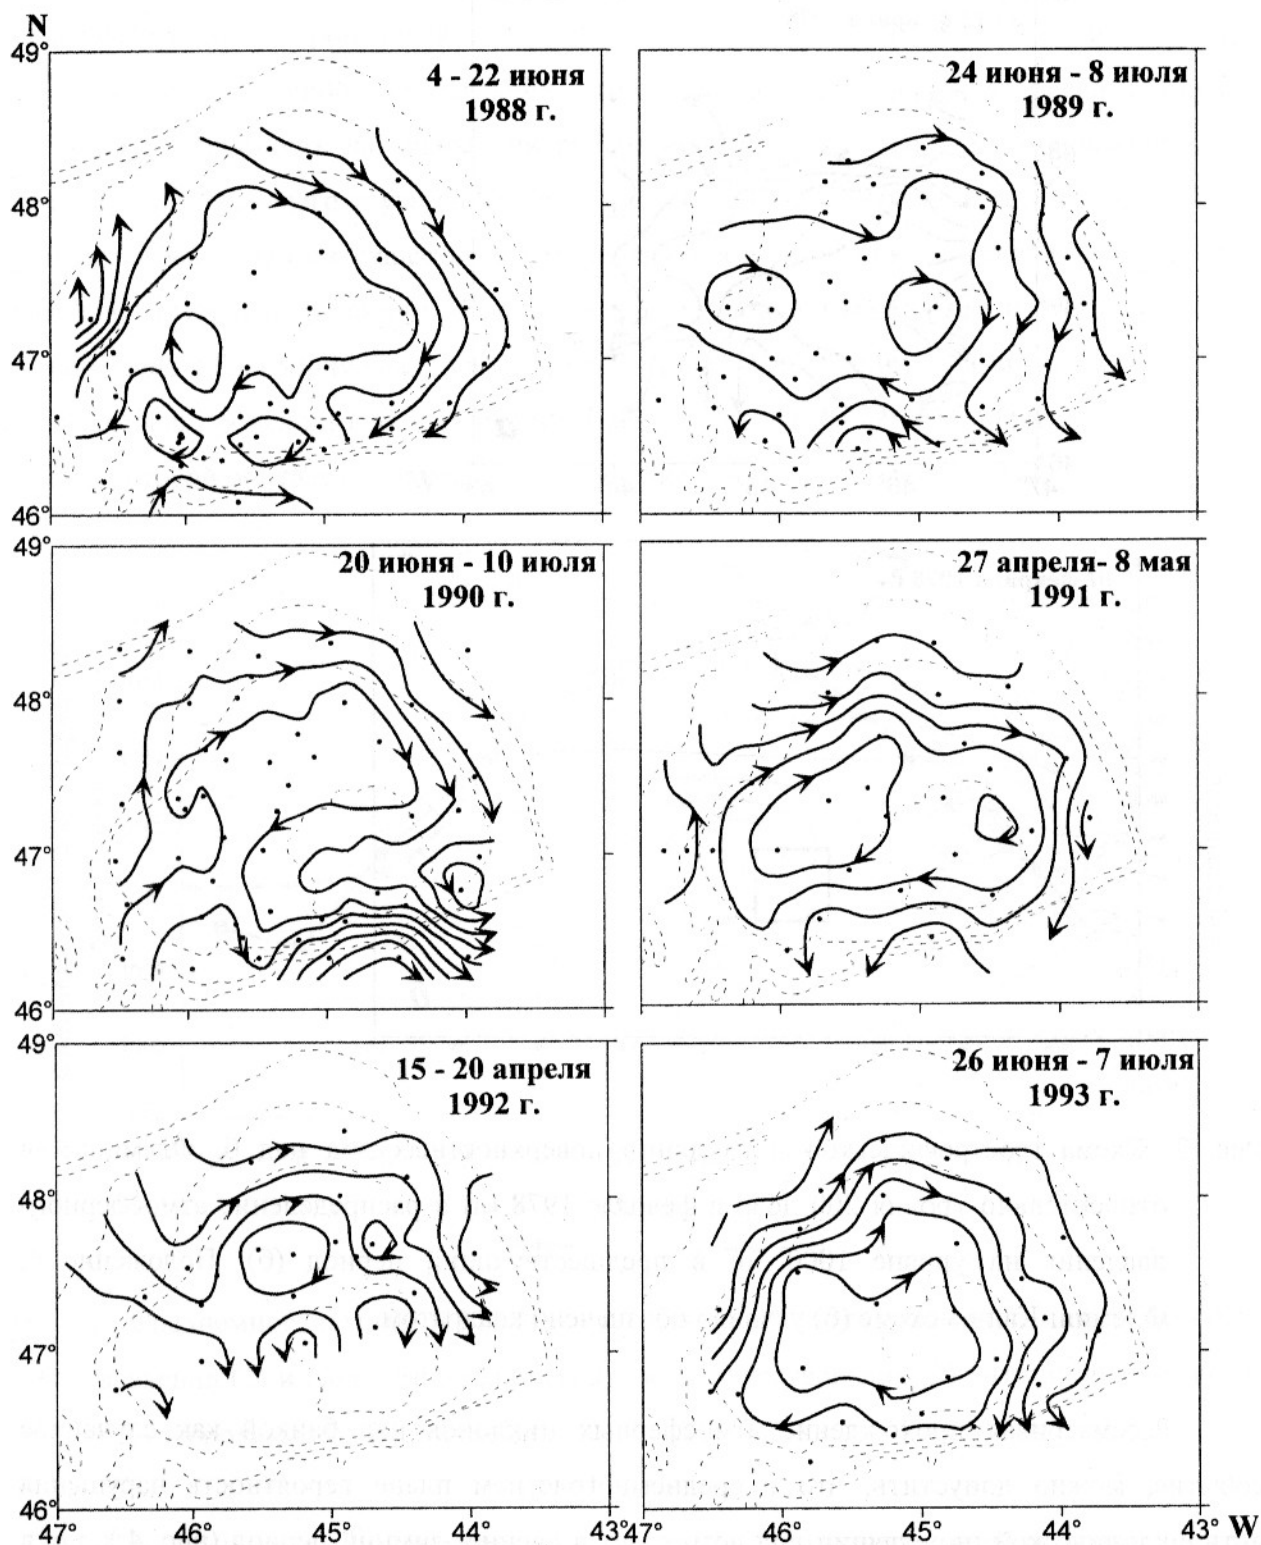 N
49°
4 - 22 июня
1988 г.
24 июня - 8 июля
1989 г.
48°
47°
46°
49°
20 июня - 10 июля
1990 г.
27 апреля- 8 мая
1991 г.
48°
47°
46°
49°
15 - 20 апреля
1992 г.
26 июня - 7 июля
1993 г.
48°
47°
46°
47° 46° 45° 44° 43° 47° 46° 45° 44° 43° W